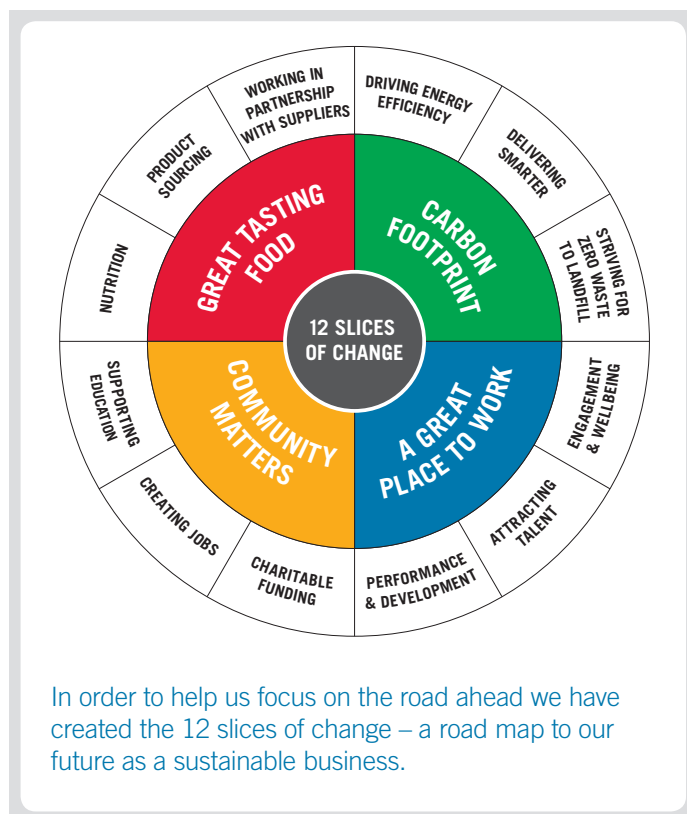 WORKING IN
PARTNERSHIP
WITH SUPPLIERS
DRIVING ENERGY
EFFICIENCY
DELIVERING
SMARTER
STRIVING FOR
ZERO WASTE
TO LANDFILL
ENGAGEMENT
& WELLBEING
ATTRACTING
TALENT
PERFORMANCE
& DEVELOPMENT
CHARITABLE
FUNDING
CREATING JOBS
SUPPORTING
EDUCATION
NUTRITION
PRODUCT
SOURCING
GREAT TASTING
FOOD
CARBON
FOOTPRINT
A GREAT
PLACE TO WORK
COMMUNITY
MATTERS
12 SLICES
OF CHANGE
In order to help us focus on the road ahead we have
created the 12 slices of change – a road map to our
future as a sustainable business.